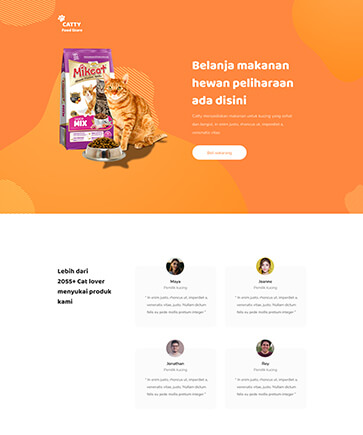 CATTY
Food Store
Mikcat
MIX
Belanja makanan
hewan peliharaan
ada disini
Catty menyediakan makanan untuk kucing yang sehat
dan bergizi. In enim justo, rhoncus ut, imperdiet a,
venenatis vitae.
Beli sekarang
Lebih dari
2055+ Cat lover
menyukai produk
kami
Maya
Pemilik kucing
" In enim justo, rhoncus ut, imperdiet a,
venenatis vitae, justo. Nullam dictum
felis eu pede mollis pretium integer "
Jeanne
Pemilik kucing
" In enim justo, rhoncus ut, imperdiet a,
venenatis vitae, justo. Nullam dictum
felis eu pede mollis pretium integer "
Jonathan
Pemilik kucing
" In enim justo, rhoncus ut, imperdiet a,
venenatis vitae, justo. Nullam dictum
felis eu pede mollis pretium integer "
Roy
Pemilik kucing
" In enim justo, rhoncus ut, imperdiet a,
venenatis vitae, justo. Nullam dictum
felis eu pede mollis pretium integer "